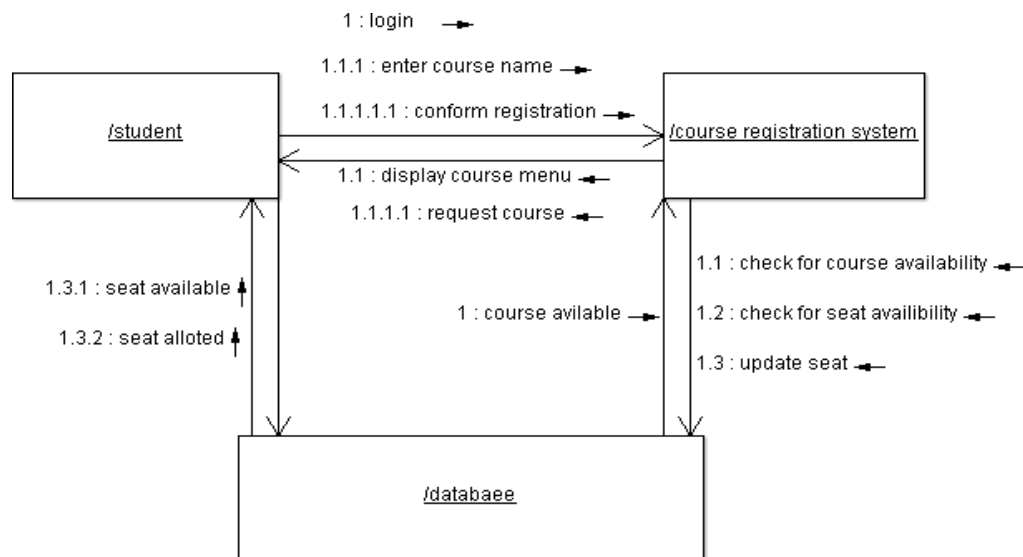 1 : login
1.1.1 : enter course name
1.1.1.1.1 : conform registration
/student
/course registration system
1.1 : display course menu
1.1.1.1 : request course
1.3.1 : seat available
1.3.2 : seat alloted
1 : course avilable
1.1 : check for course availability
1.2 : check for seat availibility
1.3 : update seat
/databaee